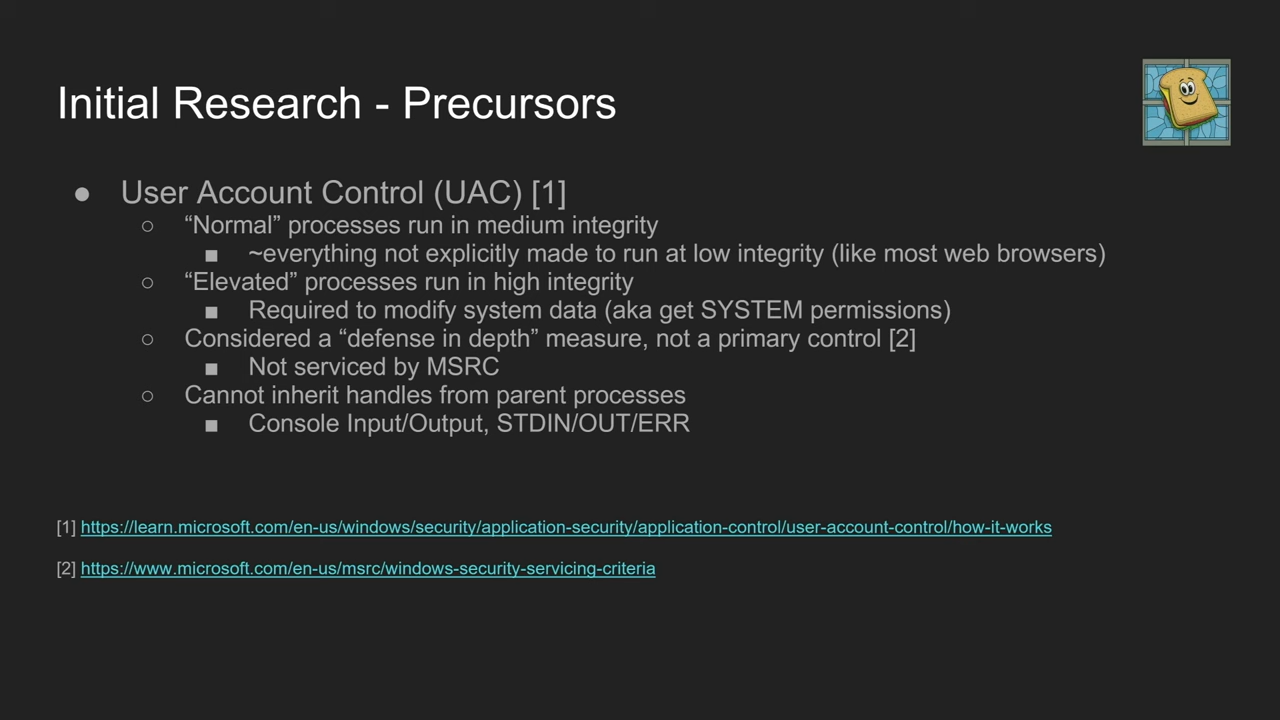 Initial Research - Precursors
● User Account Control (UAC) [1]
○ “Normal” processes run in medium integrity
■ ~everything not explicitly made to run at low integrity (like most web browsers)
○ “Elevated” processes run in high integrity
■ Required to modify system data (aka get SYSTEM permissions)
○ Considered a “defense in depth” measure, not a primary control [2]
■ Not serviced by MSRC
○ Cannot inherit handles from parent processes
■ Console Input/Output, STDIN/OUT/ERR
[1] https://learn.microsoft.com/en-us/windows/security/application-security/application-control/user-account-control/how-it-works
[2] https://www.microsoft.com/en-us/msrc/windows-security-servicing-criteria